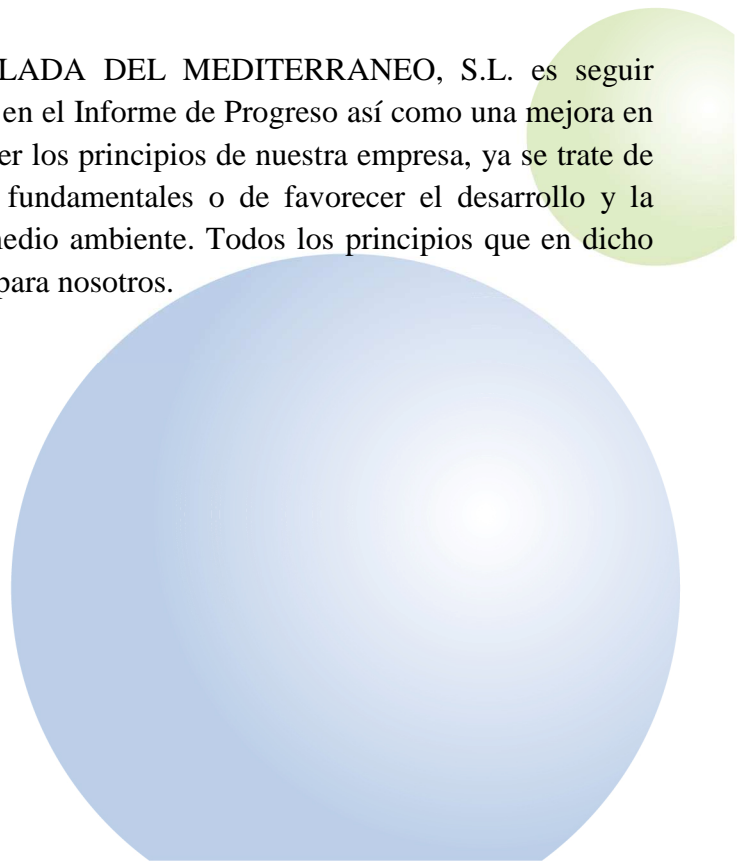 LADA DEL MEDITERRANEO, S.L. es seguir
en el Informe de Progreso así como una mejora en
er los principios de nuestra empresa, ya se trate de
fundamentales o de favorecer el desarrollo y la
medio ambiente. Todos los principios que en dicho
para nosotros.